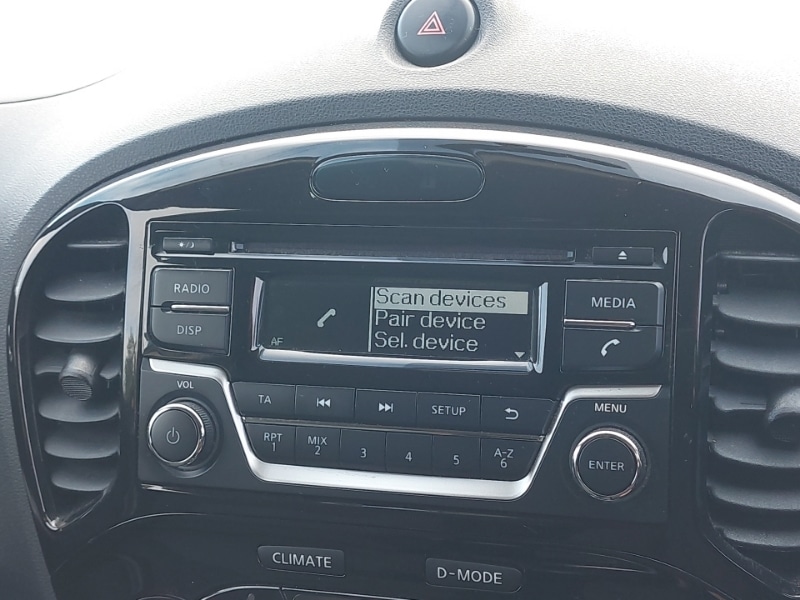 RADIO
DISP
AF
Scan devices
Pair device
Sel. device
MEDIA
VOL
TA
SETUP
MENU
RPT
1
MIX
2
3
4
5
A-Z
6
ENTER
CLIMATE
D-MODE